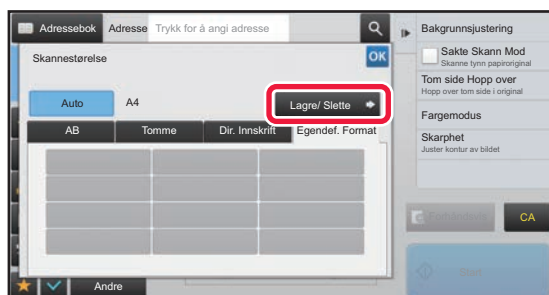 Adressebok
Adresse
Trykk for å angi adresse
Skannestørelse
OK
Auto
A4
Lagre/ Slette
AB
Tomme
Dir. Innskrift
Egendef. Format
Andre
Bakgrunnsjustering
Sakte Skann Mod
Skanne tynn papiroriginal
Tom side Hopp over
Hopp over tom side i original
Fargemodus
Skarphet
Juster kontur av bildet
CA
Start